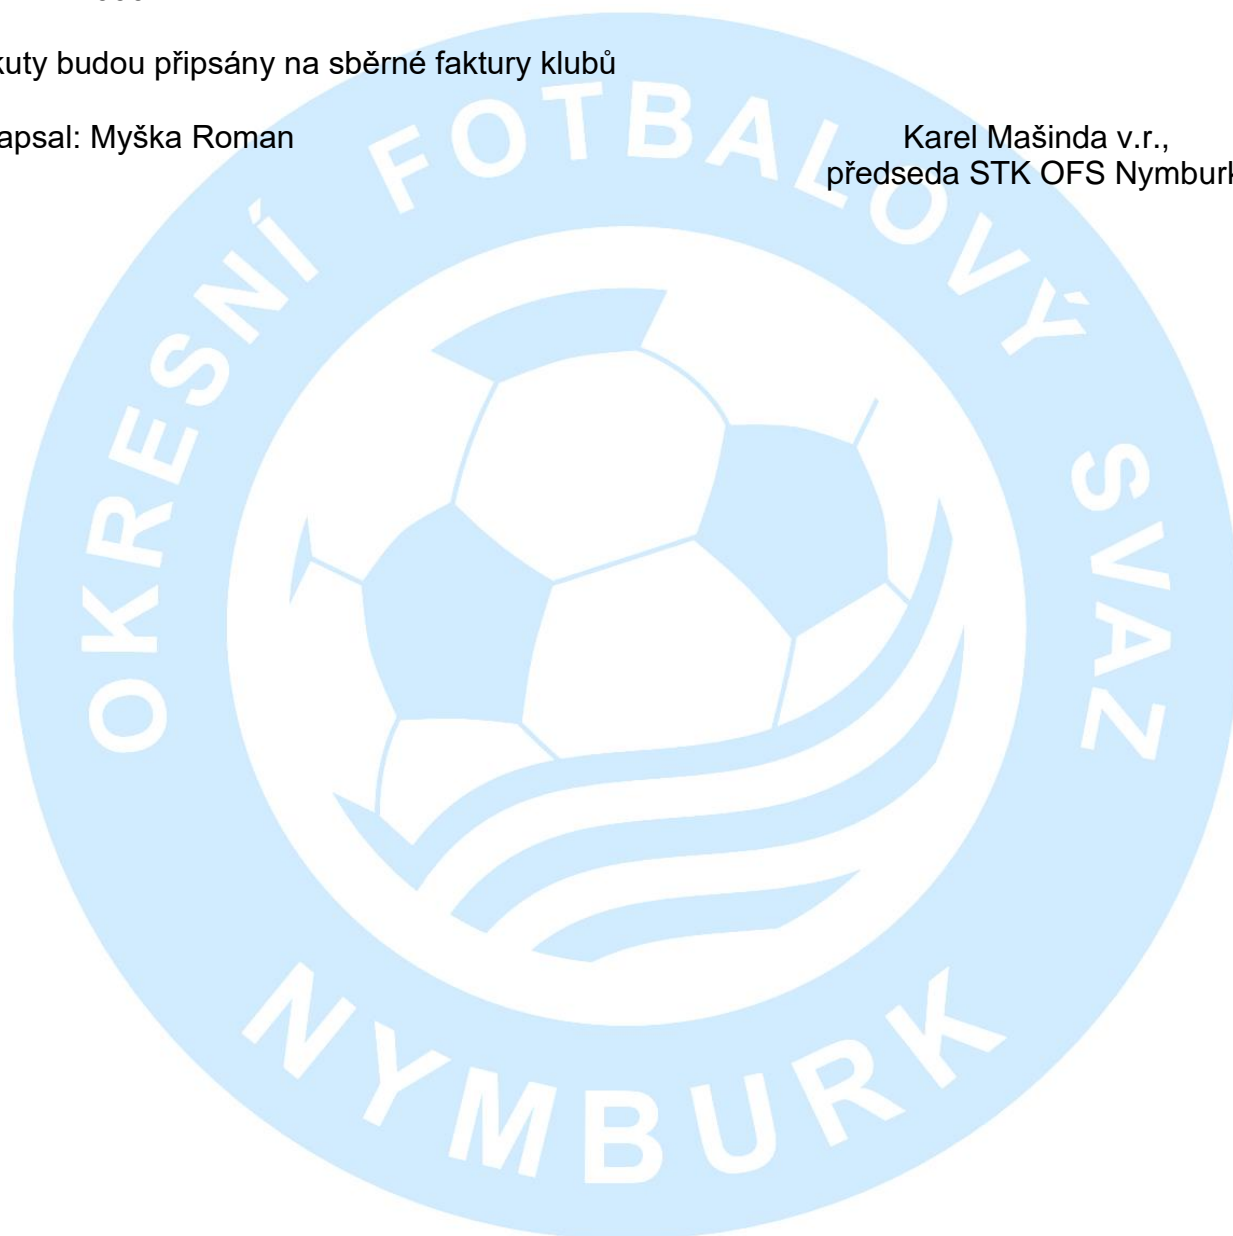 kuty budou připsány na sběrné faktury klubů
apsal: Myška Roman
Karel Mašinda v.r.,
předseda STK OFS Nymburk
OKRESNÍ FOTBALOVÝ SVAZ
NYMBURK